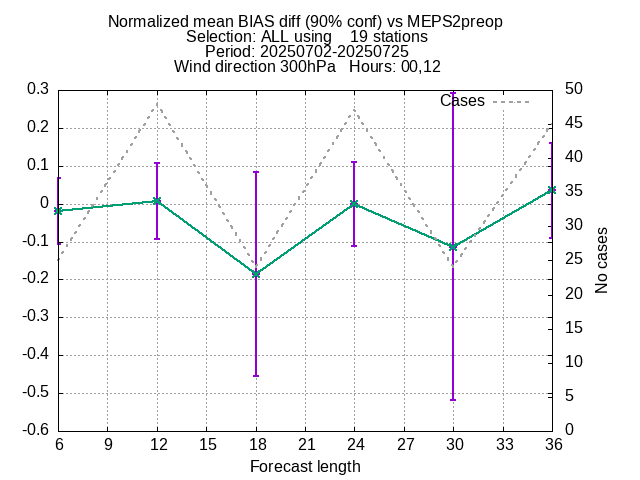 Normalized mean BIAS diff (90% conf) vs MEPS2preop
Selection: ALL using    19 stations
Period: 20250702-20250725
Wind direction 300hPa   Hours: 00,12
Cases
0.3
0.2
0.1
0
-0.1
-0.2
-0.3
-0.4
-0.5
-0.6
50
45
40
35
30
25
20
15
10
5
0
No cases
6 9 12 15 18 21 24 27 30 33 36
Forecast length